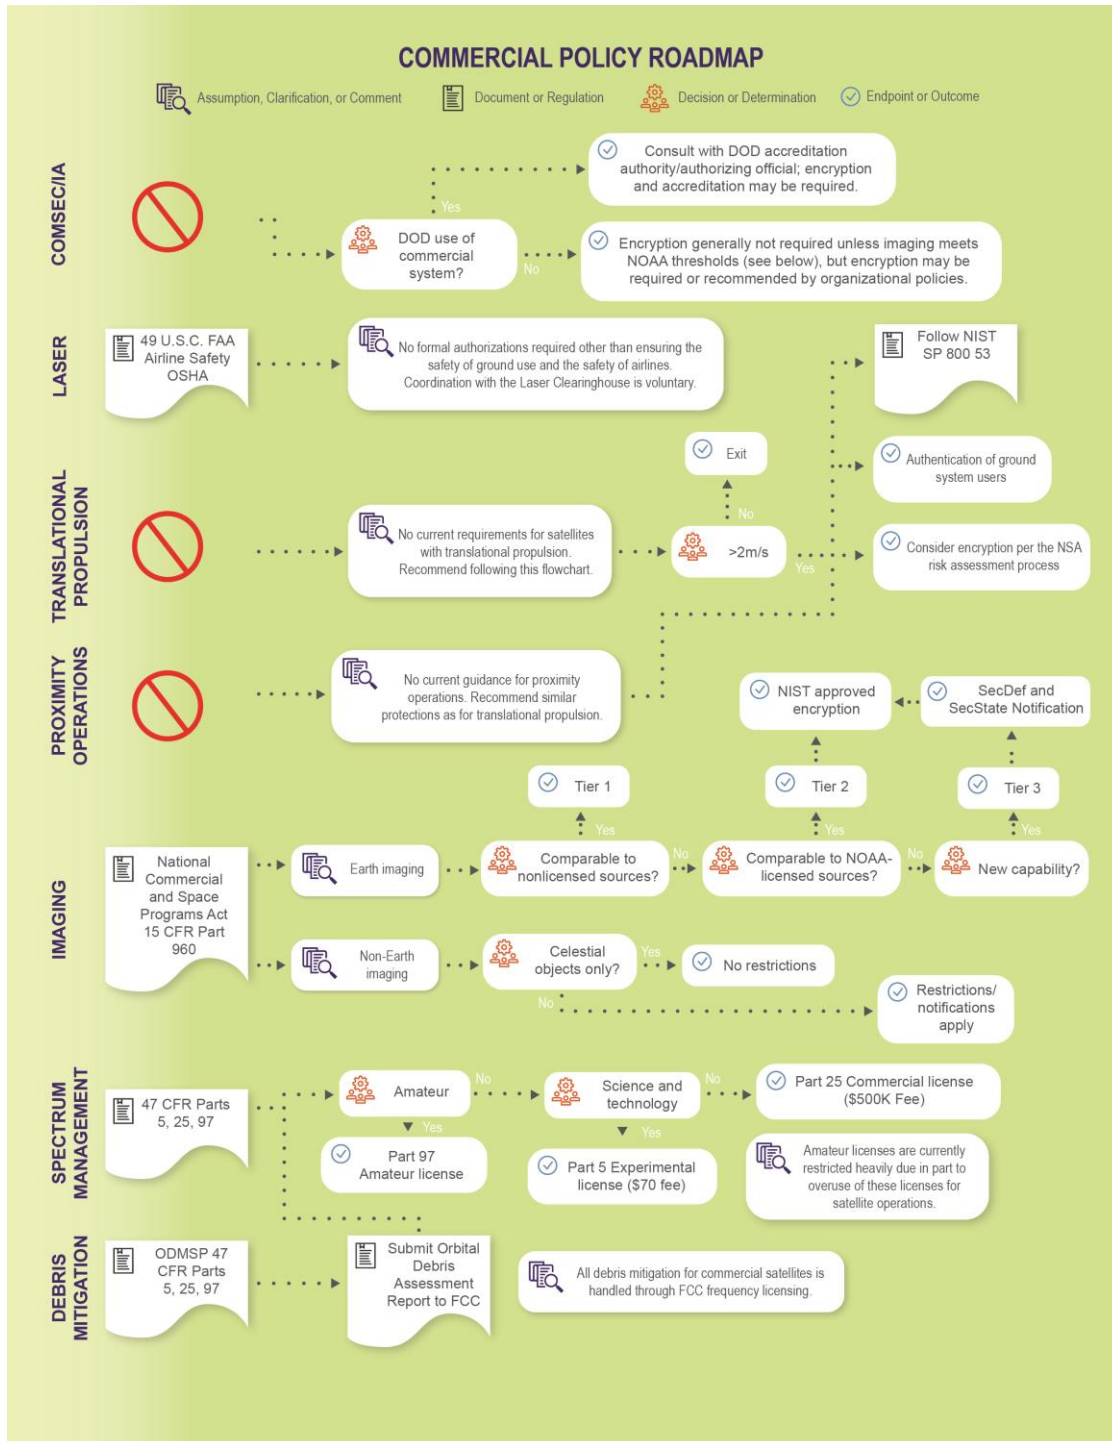 COMMERCIAL POLICY ROADMAP
Assumption, Clarification, or Comment
Document or Regulation
Decision or Determination
Endpoint or Outcome
COMSEC/IA
DOD use of
commercial
system?
Yes
Consult with DOD accreditation
authority/authorizing official; encryption
and accreditation may be required.
No
Encryption generally not required unless imaging meets
NOAA thresholds (see below), but encryption may be
required or recommended by organizational policies.
LASER
49 U.S.C. FAA
Airline Safety
OSHA
No formal authorizations required other than ensuring the
safety of ground use and the safety of airlines.
Coordination with the Laser Clearinghouse is voluntary.
Follow NIST
SP 800 53
TRANSLATIONAL
PROPULSION
No current requirements for satellites
with translational propulsion.
Recommend following this flowchart.
Exit
No
>2m/s
Yes
Authentication of ground
system users
Consider encryption per the NSA
risk assessment process
PROXIMITY
OPERATIONS
No current guidance for proximity
operations. Recommend similar
protections as for translational propulsion.
NIST approved
encryption
SecDef and
SecState Notification
IMAGING
National
Commercial
and Space
Programs Act
15 CFR Part
960
Earth imaging
Tier 1
Yes
Comparable to
nonlicensed sources?
No
Tier 2
Yes
Comparable to NOAA-
licensed sources?
No
Tier 3
Yes
New capability?
Non-Earth
imaging
Celestial
objects only?
Yes
No restrictions
No
Restrictions/
notifications
apply
SPECTRUM
MANAGEMENT
47 CFR Parts
5, 25, 97
Amateur
No
Science and
technology
No
Part 25 Commercial license
($500K Fee)
Yes
Part 97
Amateur license
Yes
Part 5 Experimental
license ($70 fee)
Amateur licenses are currently
restricted heavily due in part to
overuse of these licenses for
satellite operations.
DEBRIS
MITIGATION
ODMSP 47
CFR Parts
5, 25, 97
Submit Orbital
Debris
Assessment
Report to FCC
All debris mitigation for commercial satellites is
handled through FCC frequency licensing.